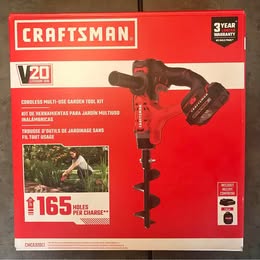 CRAFTSMAN
3 YEAR
WARRANTY
V20
CORDLESS MULTI-USE GARDEN TOOL KIT
KIT DE HERRAMIENTAS PARA JARDÍN MULTIUSO
INALÁMBRICAS
TROUSSE D'OUTILS DE JARDINAGE SANS
FIL TOUT USAGE
165 HOLES
PER CHARGE**